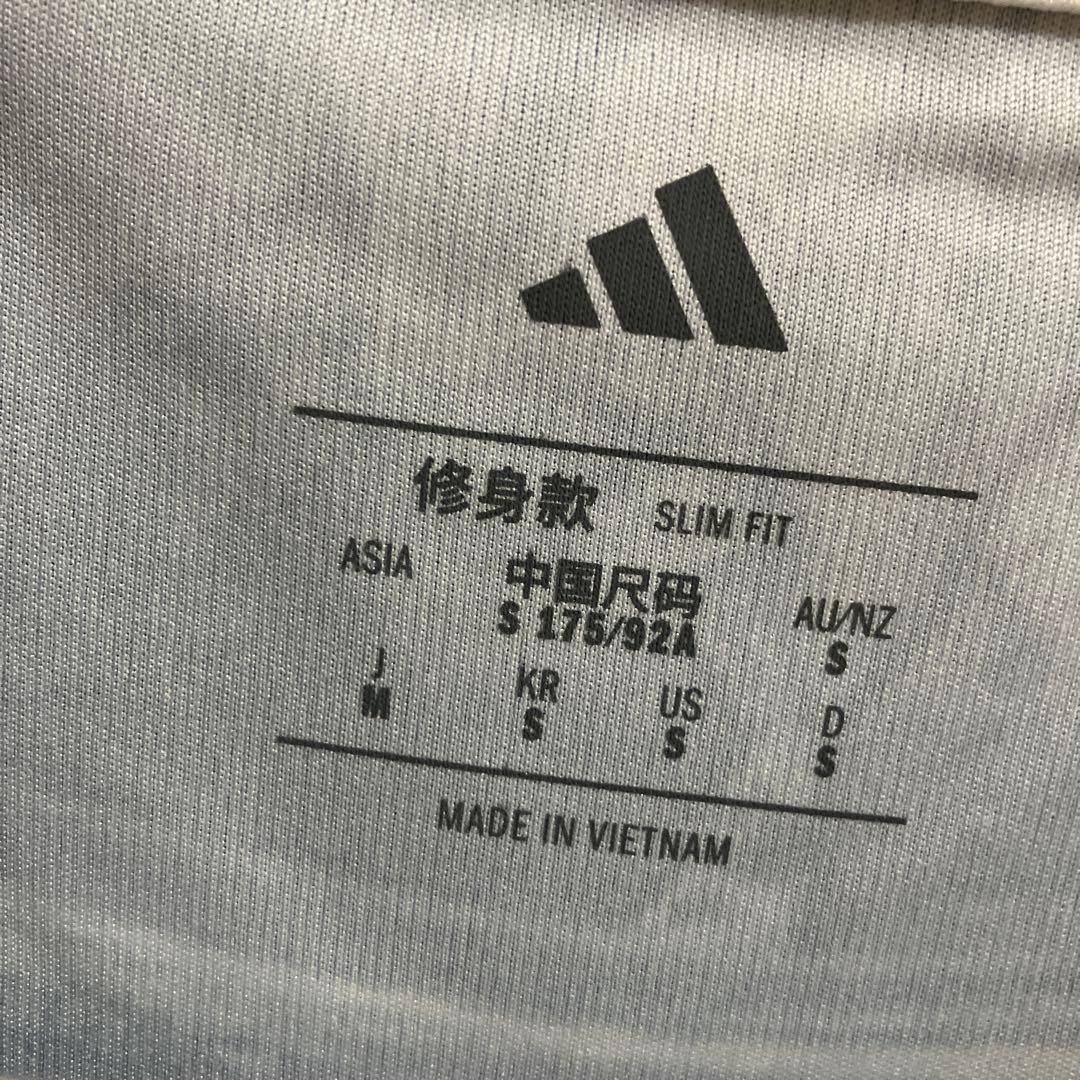 修身款 SLIM FIT
ASIA 中国尺码 AU/NZ
S 175/92A S
J KR US D
M S S S
MADE IN VIETNAM